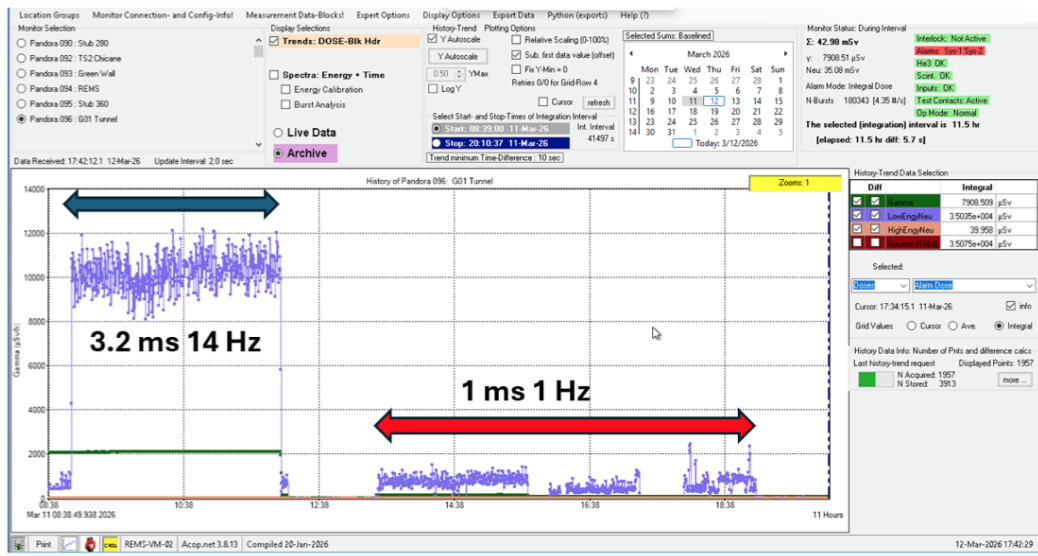 Location Groups Monitor Connection- and Config-Info! Measurement Data-Blocks! Expert Options Display Options Export Data Python (exports) Help (?)
Monitor Selection
Pandora 090 : Stub 280
Pandora 092 : TS2 Chicane
Pandora 093 : Green Wall
Pandora 094 : REMS
Pandora 095 : Stub 360
Pandora 096 : G01 Tunnel
Data Received: 17:42:12.1 12-Mar-26 Update Interval: 2.0 sec
Display Selections
Trends: DOSE-Blk Hdr
Spectra: Energy + Time
Energy Calibration
Burst Analysis
Live Data
Archive
History-Trend Plotting Options
Y Autoscale
Relative Scaling (0-100%)
Y Autoscale
Sub. first data value (offset)
0.50 YMax
Fix Y-Min = 0
Retries 0/0 for Grid-Row 4
Log Y
Cursor refresh
Select Start- and Stop-Times of Integration Interval
Start: 08:39:00 11-Mar-26 Int. Interval
Stop: 20:10:37 11-Mar-26 41497 s
Trend minimum Time-Difference : 10 sec
Selected Sums: Baselined
March 2026
Mon Tue Wed Thu Fri Sat Sun
9 23 24 25 26 27 28 1
10 2 3 4 5 6 7 8
11 9 10 11 12 13 14 15
12 16 17 18 19 20 21 22
13 23 24 25 26 27 28 29
14 30 31 1 2 3 4 5
Today: 3/12/2026
Monitor Status: During Interval
Σ: 42.98 mSv
γ: 7908.51 µSv
Neu: 35.08 mSv
Alarm Mode: Integral Dose
N-Bursts 180343 [4.35 #/s]
Interlock: Not Active
Alarms: Sys-1 Sys-2
He3 OK
Scint. OK
Inputs: OK
Test Contacts: Active
Op Mode: Normal
The selected (integration) interval is 11.5 hr
[elapsed: 11.5 hr diff: 5.7 s]
History of Pandora 096: G01 Tunnel
Zooms: 1
Gamma (µSv/h)
14000
12000
10000
8000
6000
4000
2000
0
3.2 ms 14 Hz
1 ms 1 Hz
08:38 10:38 12:38 14:38 16:38 18:38
Mar 11 08:38:49.938 2026 11 Hours
History-Trend Data Selection
Diff Integral
Gamma 7908.509 µSv
LowEngyNeu 3.5035e+004 µSv
HighEngyNeu 39.958 µSv
Neutron (Total) 3.5075e+004 µSv
Selected:
Doses Alarm Dose
Cursor: 17:34:15.1 11-Mar-26 info
Grid Values Cursor Ave. Integral
History Data Info: Number of Pnts and difference calcs
Last history-trend request Displayed Points: 1957
N Acquired: 1957
N Stored: 3913
more ...
Print REMS-VM-02 Acop.net 3.8.13 Compiled 20-Jan-2026 12-Mar-2026 17:42:29